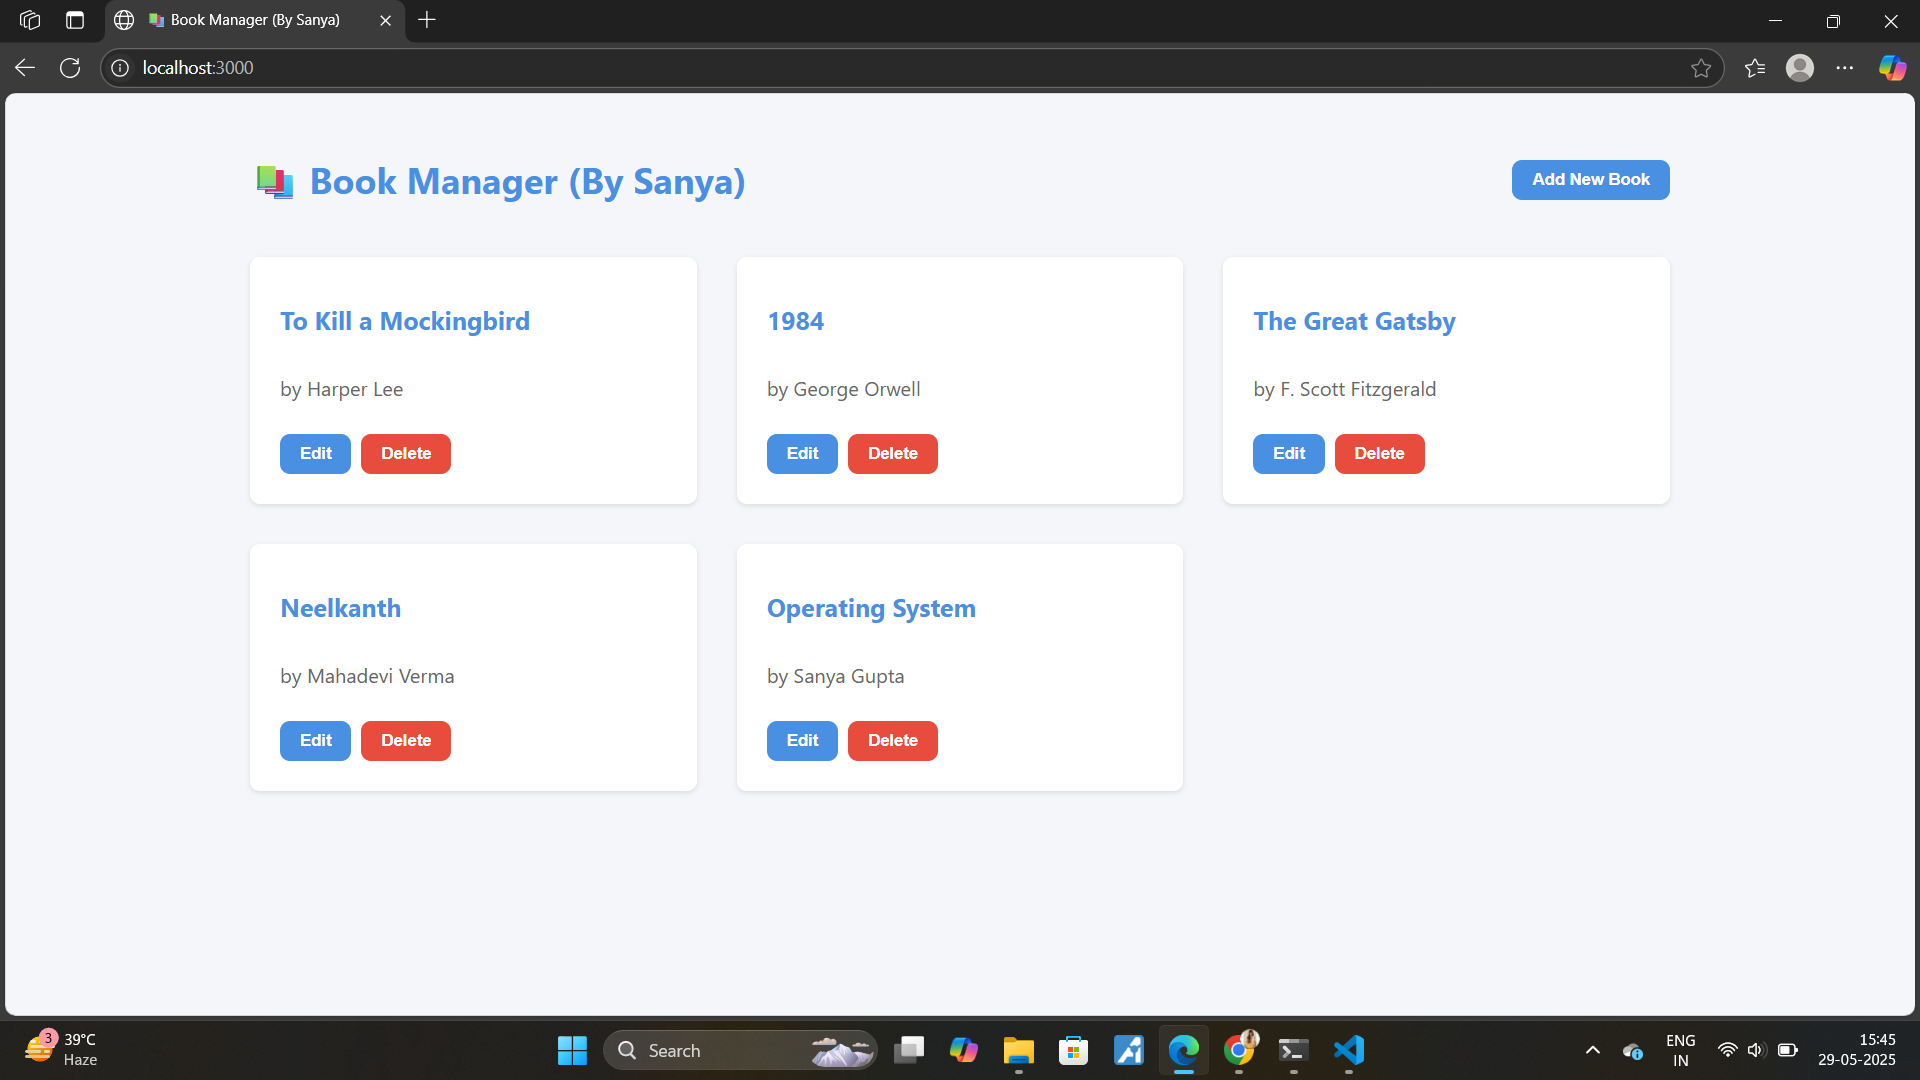 Book Manager (By Sanya)
localhost:3000
Book Manager (By Sanya)
Add New Book
To Kill a Mockingbird
by Harper Lee
Edit Delete
1984
by George Orwell
Edit Delete
The Great Gatsby
by F. Scott Fitzgerald
Edit Delete
Neelkanth
by Mahadevi Verma
Edit Delete
Operating System
by Sanya Gupta
Edit Delete
3
39°C
Haze
Search
ENG
IN
15:45
29-05-2025